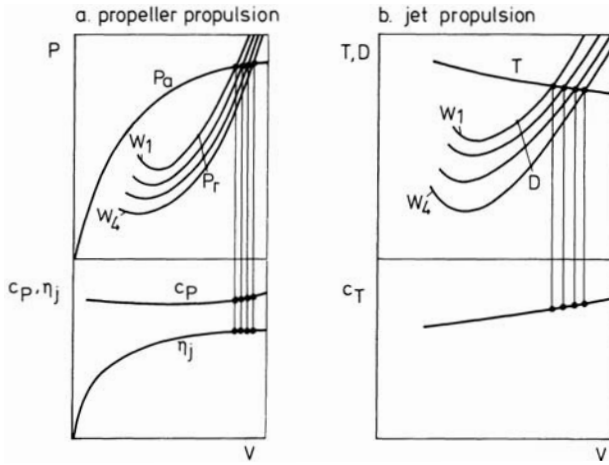 a. propeller propulsion
P
Pa
W1
Pr
W4
cP, ηj
cP
ηj
V
b. jet propulsion
T, D
T
W1
D
W4
cT
V